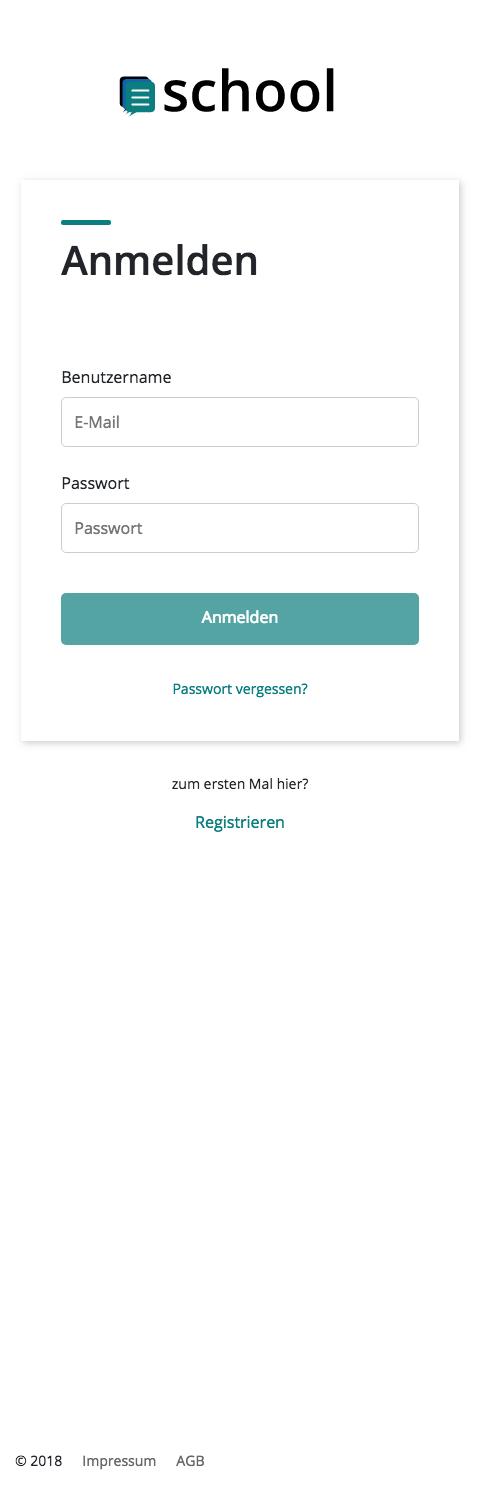 school
Anmelden
Benutzername
E-Mail
Passwort
Passwort
Anmelden
Passwort vergessen?
zum ersten Mal hier?
Registrieren
© 2018 Impressum AGB